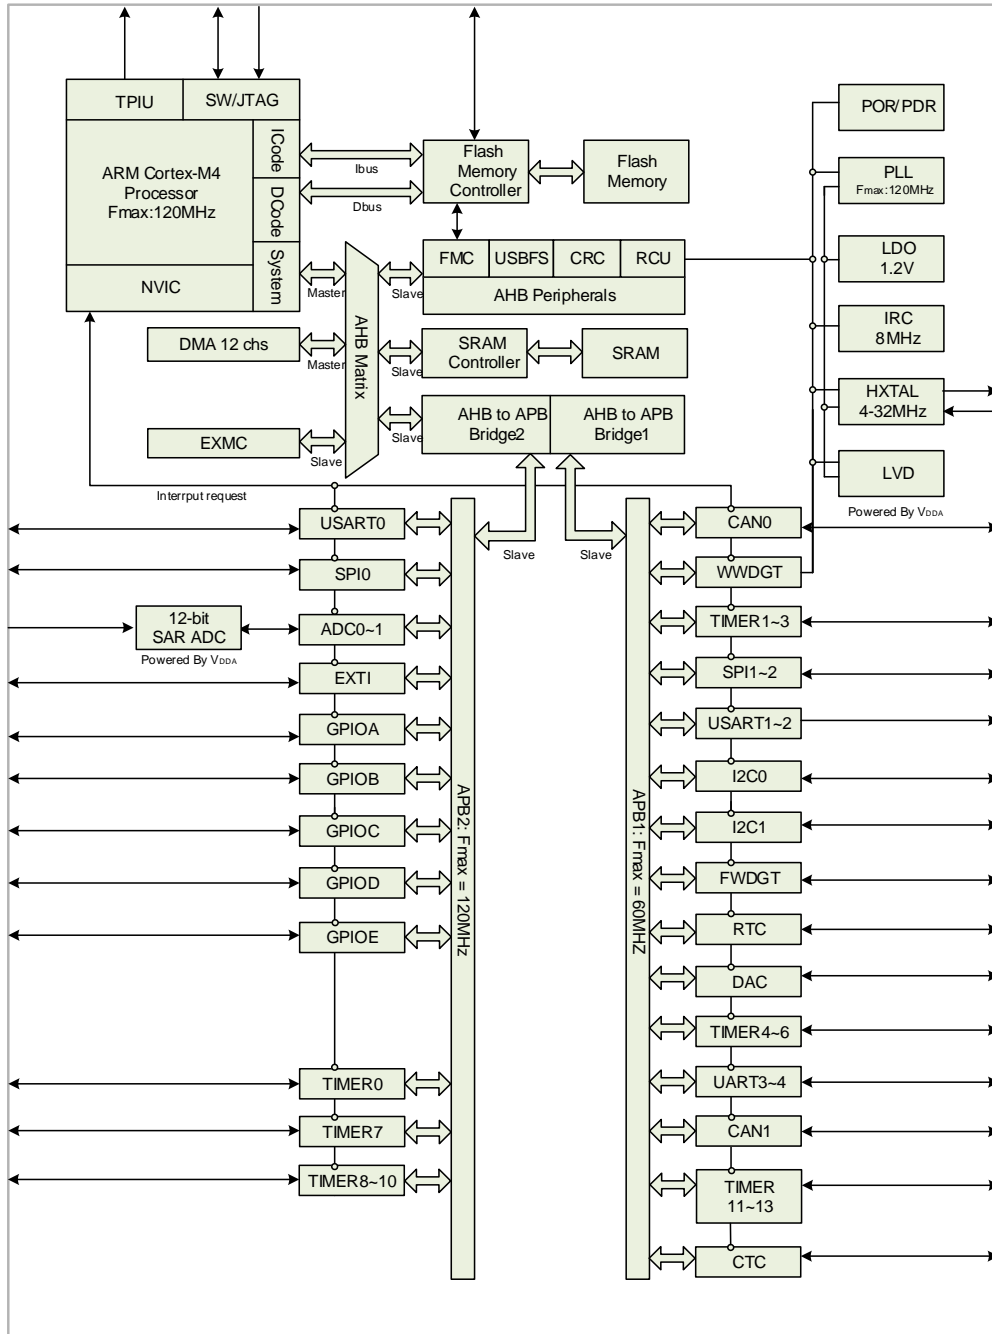 TPIU
SW/JTAG
ARM Cortex-M4
Processor
Fmax:120MHz
ICode
DCode
System
NVIC
Ibus
Dbus
Flash
Memory
Controller
Flash
Memory
FMC
USBFS
CRC
RCU
AHB Peripherals
Master
Slave
AHB Matrix
DMA 12 chs
Master
Slave
SRAM
Controller
SRAM
EXMC
Slave
Slave
AHB to APB
Bridge2
AHB to APB
Bridge1
POR/PDR
PLL
Fmax:120MHz
LDO
1.2V
IRC
8MHz
HXTAL
4-32MHz
LVD
Powered By VDDA
Interrput request
Slave
Slave
USART0
SPI0
12-bit
SAR ADC
Powered By VDDA
ADC0~1
EXTI
GPIOA
GPIOB
GPIOC
GPIOD
GPIOE
TIMER0
TIMER7
TIMER8~10
APB2: Fmax = 120MHz
APB1: Fmax = 60MHZ
CAN0
WWDGT
TIMER1~3
SPI1~2
USART1~2
I2C0
I2C1
FWDGT
RTC
DAC
TIMER4~6
UART3~4
CAN1
TIMER
11~13
CTC